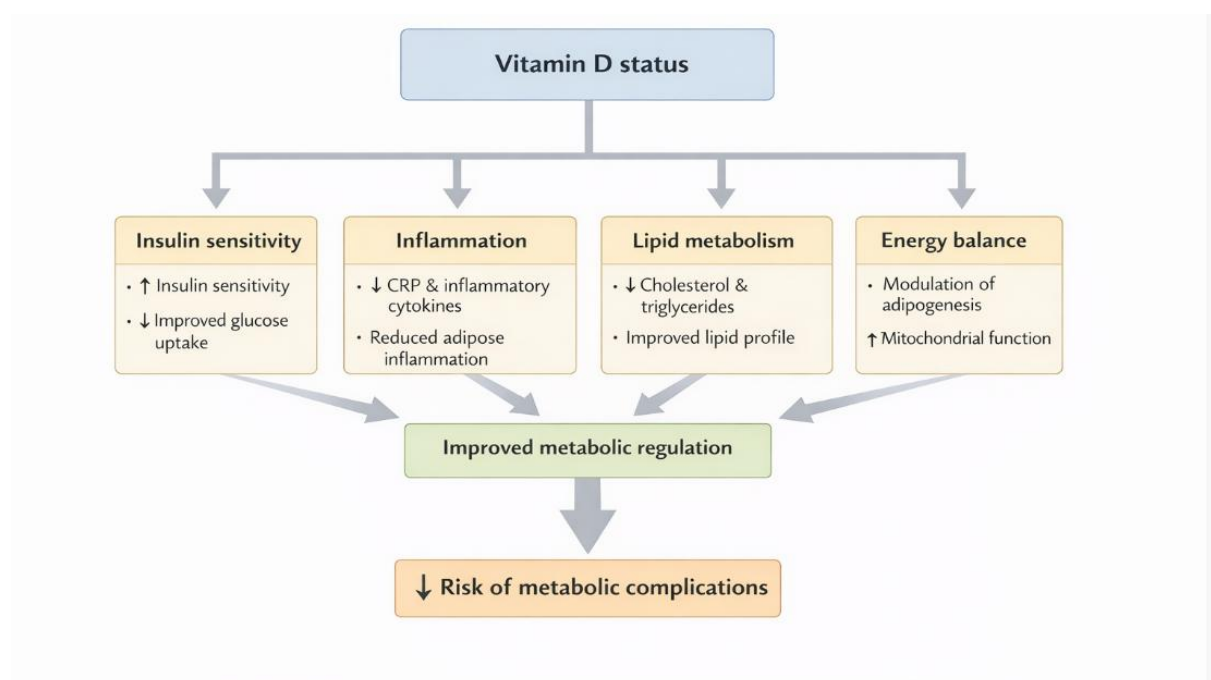 Vitamin D status
Insulin sensitivity
• ↑ Insulin sensitivity
• ↓ Improved glucose
uptake
Inflammation
• ↓ CRP & inflammatory
cytokines
• Reduced adipose
inflammation
Lipid metabolism
• ↓ Cholesterol &
triglycerides
• Improved lipid profile
Energy balance
• Modulation of
adipogenesis
↑ Mitochondrial function
Improved metabolic regulation
↓ Risk of metabolic complications